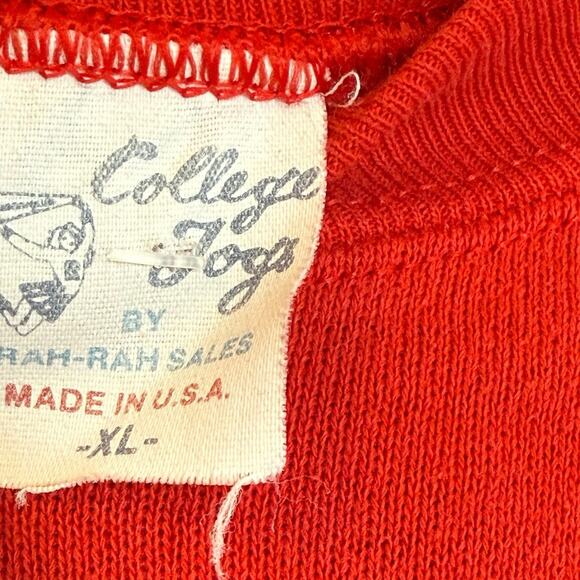 College
Togs
BY
RAH-RAH SALES
MADE IN U.S.A.
-XL-